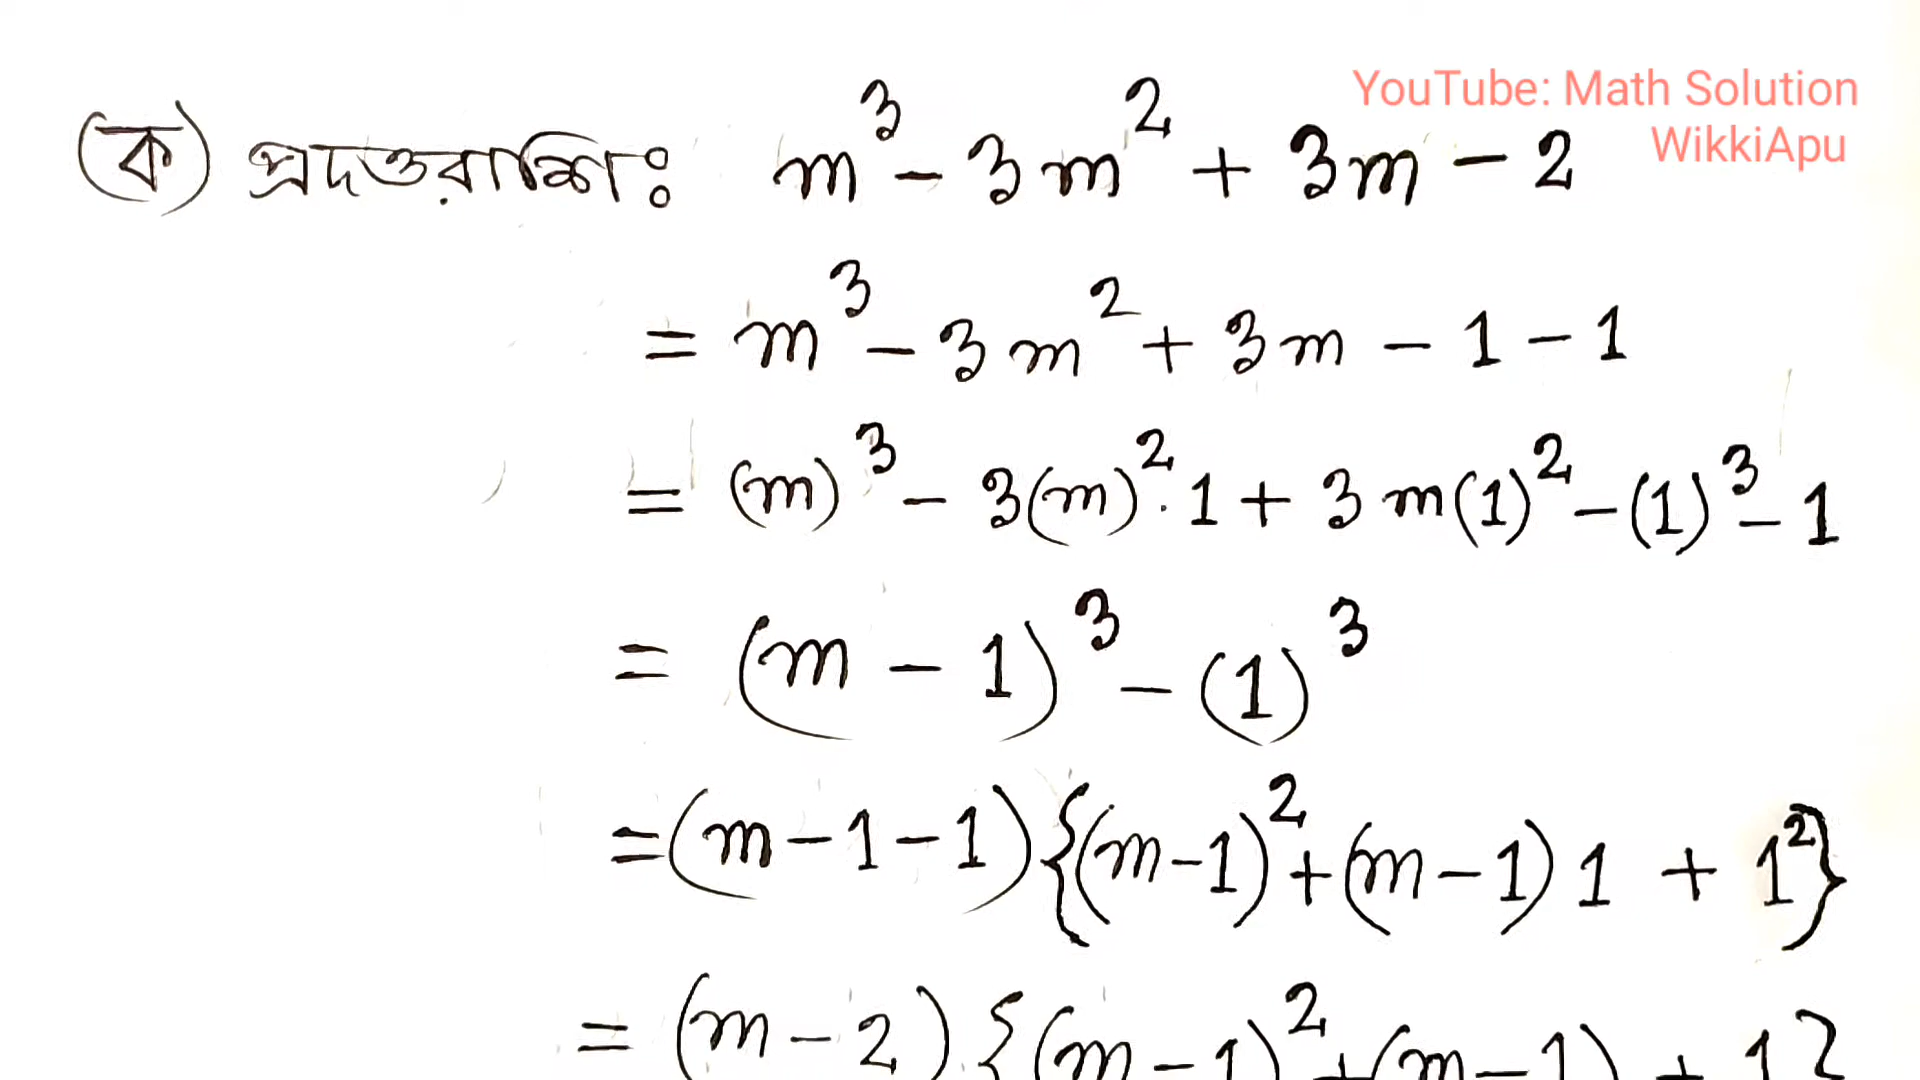 YouTube: Math Solution
WikkiApu
(ক) প্রদত্তরাশিঃ m³ - 3m² + 3m - 2
= m³ - 3m² + 3m - 1 - 1
= (m)³ - 3(m)².1 + 3m(1)² - (1)³ - 1
= (m - 1)³ - (1)³
= (m-1-1){(m-1)²+(m-1)1 + 1²}
= (m-2){(m-1)²+(m-1)+1}